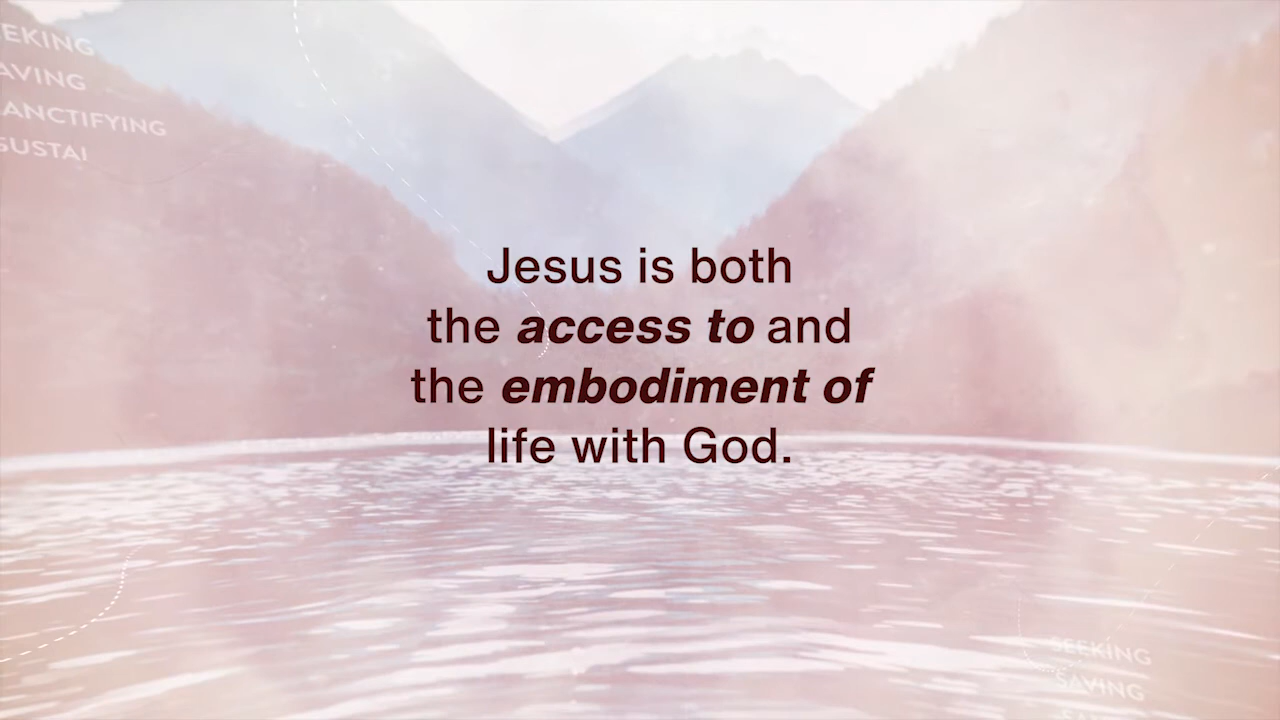 EKING
AVING
ANCTIFYING
SUSTAI
Jesus is both
the access to and
the embodiment of
life with God.
SEEKING
SAVING